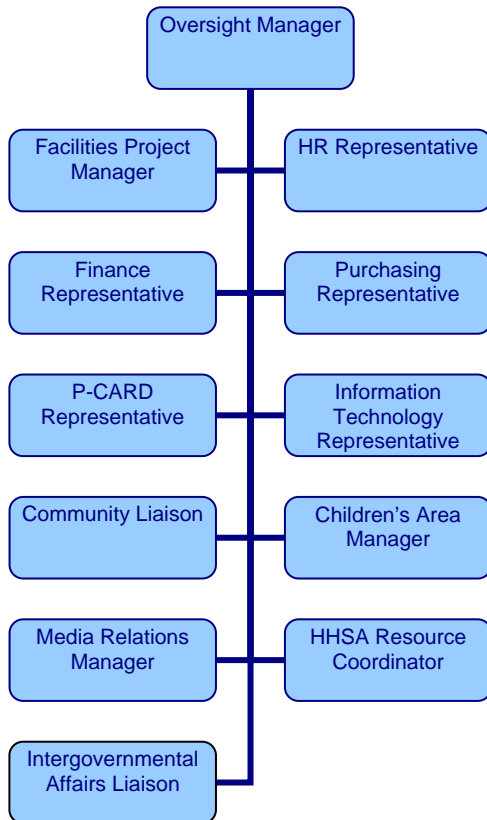 Oversight Manager
Facilities Project
Manager
HR Representative
Finance
Representative
Purchasing
Representative
P-CARD
Representative
Information
Technology
Representative
Community Liaison
Children's Area
Manager
Media Relations
Manager
HHSA Resource
Coordinator
Intergovernmental
Affairs Liaison